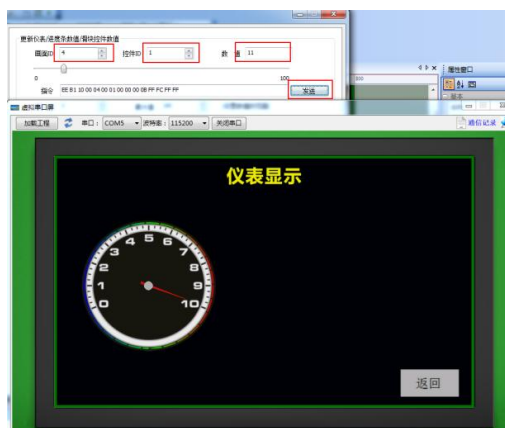 更新仪表/进度条数值/滑块控件数值
画面ID 4 控件ID 1 数 值 11
0 100
指令 EE B1 10 00 04 00 01 00 00 00 0B FF FC FF FF 发送
属性窗口
虚拟串口屏
加载工程 串口: COM5 波特率: 115200 关闭串口 通信记录
仪表显示
0 1 2 3 4 5 6 7 8 9 10
返回